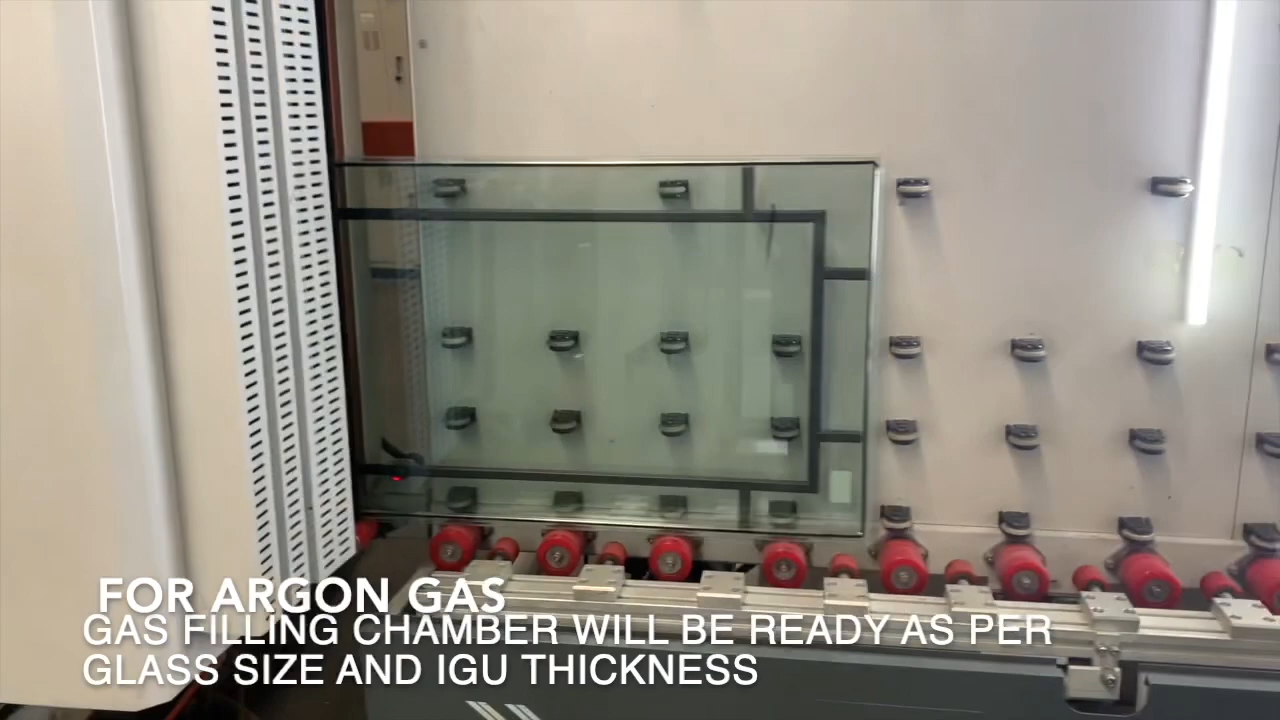 FOR ARGON GAS
GAS FILLING CHAMBER WILL BE READY AS PER
GLASS SIZE AND IGU THICKNESS